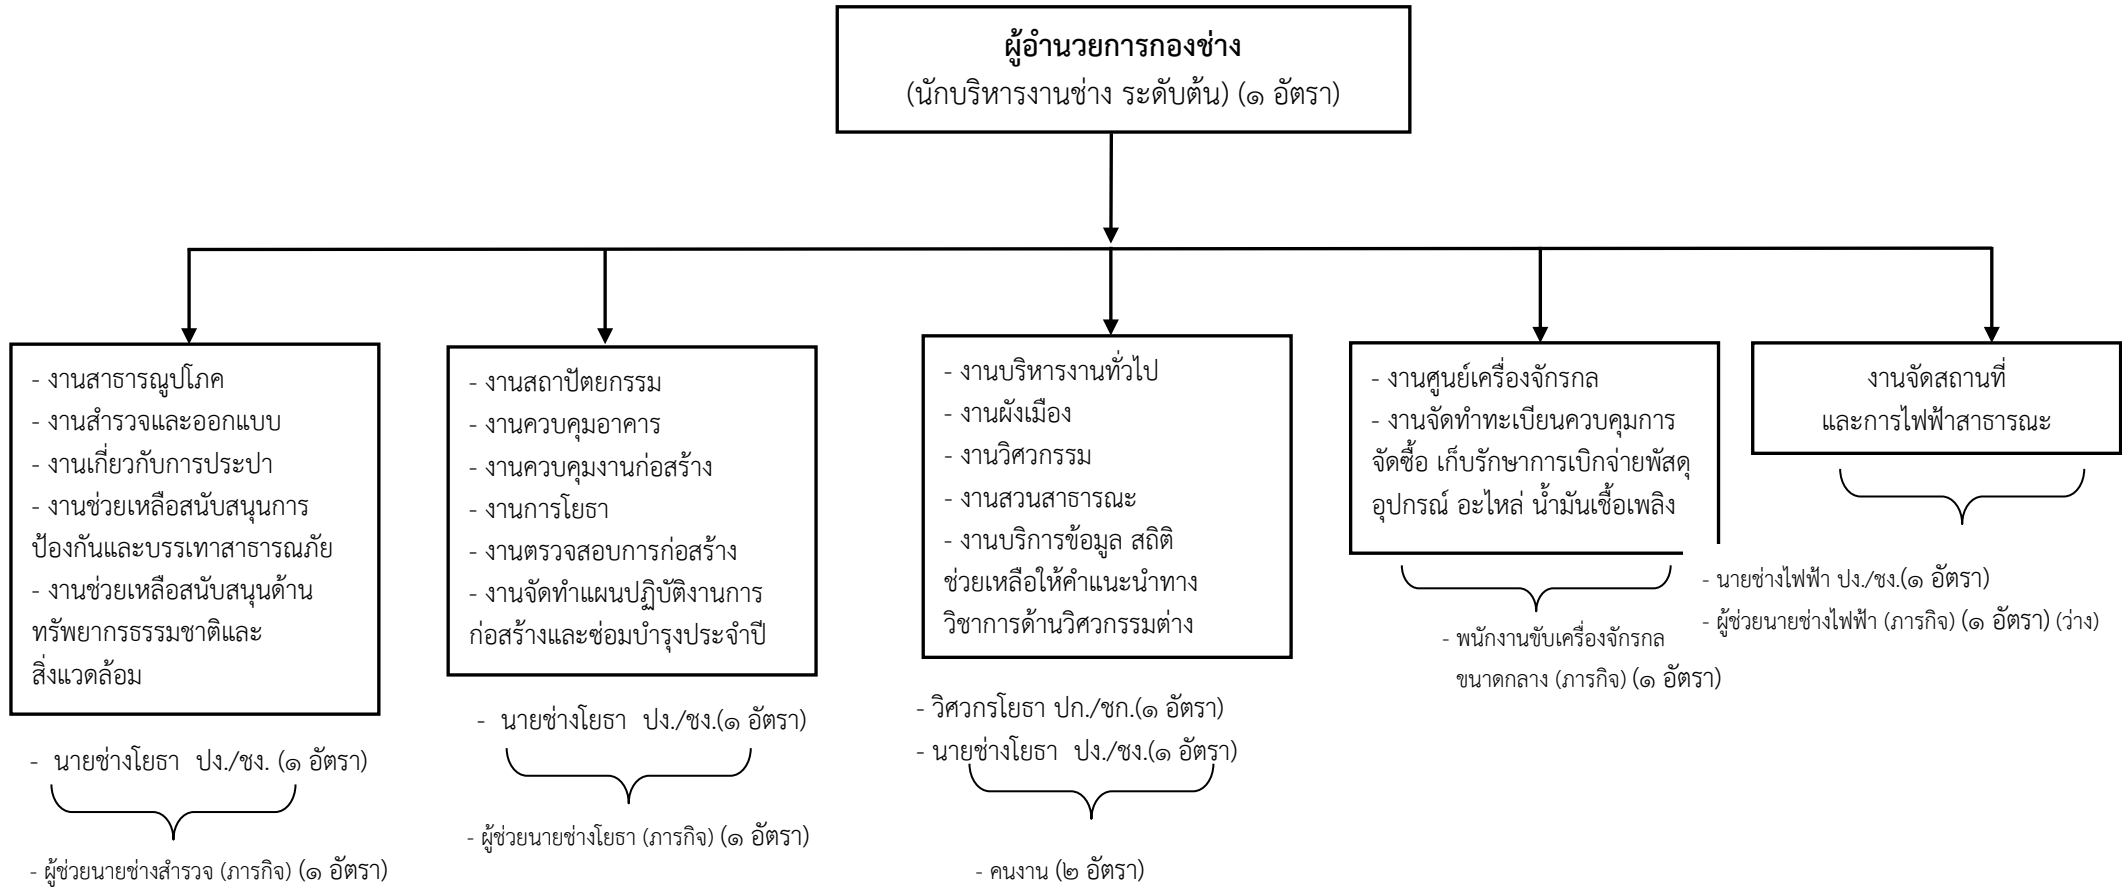 ผู้อำนวยการกองช่าง
(นักบริหารงานช่าง ระดับต้น) (๑ อัตรา)
- งานสาธารณูปโภค
- งานสำรวจและออกแบบ
- งานเกี่ยวกับการประปา
- งานช่วยเหลือสนับสนุนการ
ป้องกันและบรรเทาสาธารณภัย
- งานช่วยเหลือสนับสนุนด้าน
ทรัพยากรธรรมชาติและ
สิ่งแวดล้อม
- นายช่างโยธา ปง./ชง. (๑ อัตรา)
- ผู้ช่วยนายช่างสำรวจ (ภารกิจ) (๑ อัตรา)
- งานสถาปัตยกรรม
- งานควบคุมอาคาร
- งานควบคุมงานก่อสร้าง
- งานการโยธา
- งานตรวจสอบการก่อสร้าง
- งานจัดทำแผนปฏิบัติงานการ
ก่อสร้างและซ่อมบำรุงประจำปี
- นายช่างโยธา ปง./ชง.(๑ อัตรา)
- ผู้ช่วยนายช่างโยธา (ภารกิจ) (๑ อัตรา)
- งานบริหารงานทั่วไป
- งานผังเมือง
- งานวิศวกรรม
- งานสวนสาธารณะ
- งานบริการข้อมูล สถิติ
ช่วยเหลือให้คำแนะนำทาง
วิชาการด้านวิศวกรรมต่าง
- วิศวกรโยธา ปก./ชก.(๑ อัตรา)
- นายช่างโยธา ปง./ชง.(๑ อัตรา)
- คนงาน (๒ อัตรา)
- งานศูนย์เครื่องจักรกล
- งานจัดทำทะเบียนควบคุมการ
จัดซื้อ เก็บรักษาการเบิกจ่ายพัสดุ
อุปกรณ์ อะไหล่ น้ำมันเชื้อเพลิง
- พนักงานขับเครื่องจักรกล
ขนาดกลาง (ภารกิจ) (๑ อัตรา)
งานจัดสถานที่
และการไฟฟ้าสาธารณะ
- นายช่างไฟฟ้า ปง./ชง.(๑ อัตรา)
- ผู้ช่วยนายช่างไฟฟ้า (ภารกิจ) (๑ อัตรา) (ว่าง)